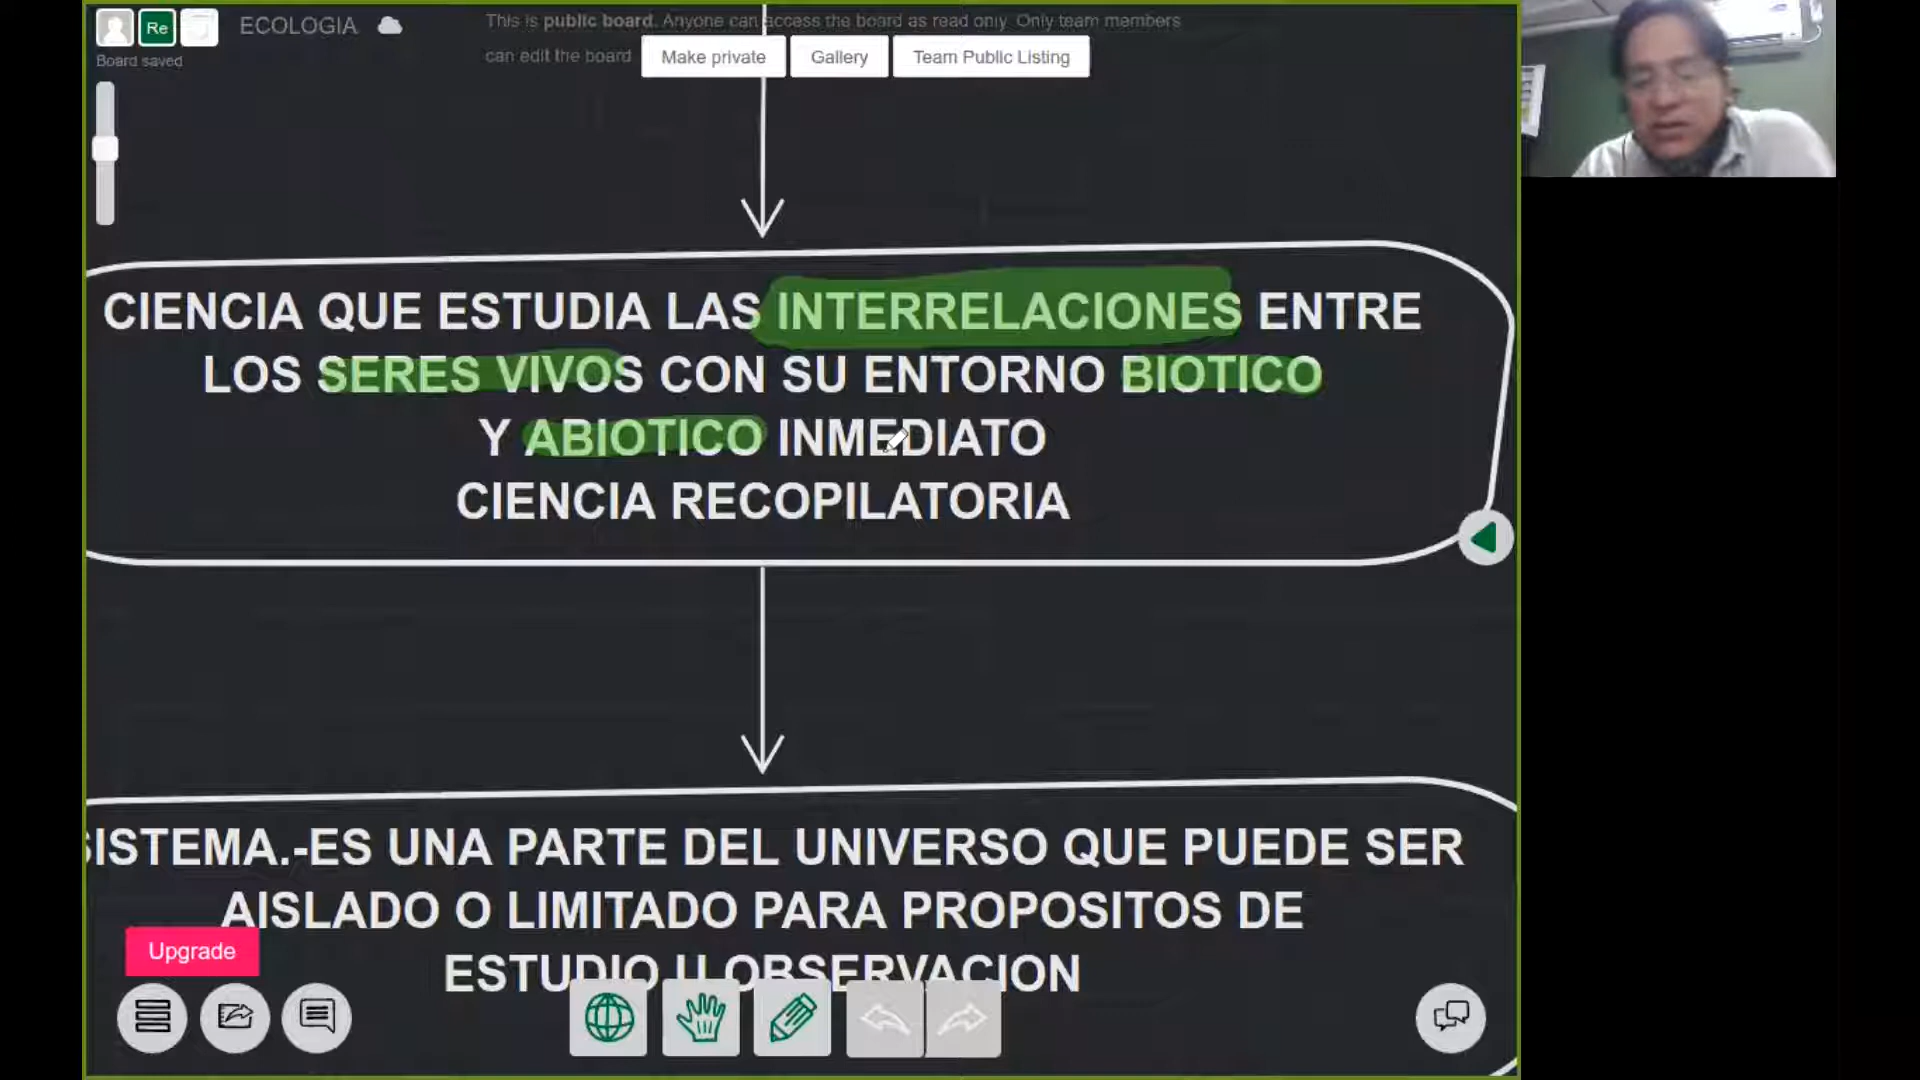 Re
ECOLOGIA
Board saved
This is public board. Anyone can access the board as read only. Only team members
can edit the board
Make private
Gallery
Team Public Listing
CIENCIA QUE ESTUDIA LAS INTERRELACIONES ENTRE
LOS SERES VIVOS CON SU ENTORNO BIOTICO
Y ABIOTICO INMEDIATO
CIENCIA RECOPILATORIA
SISTEMA.-ES UNA PARTE DEL UNIVERSO QUE PUEDE SER
AISLADO O LIMITADO PARA PROPOSITOS DE
ESTUDIO U OBSERVACION
Upgrade